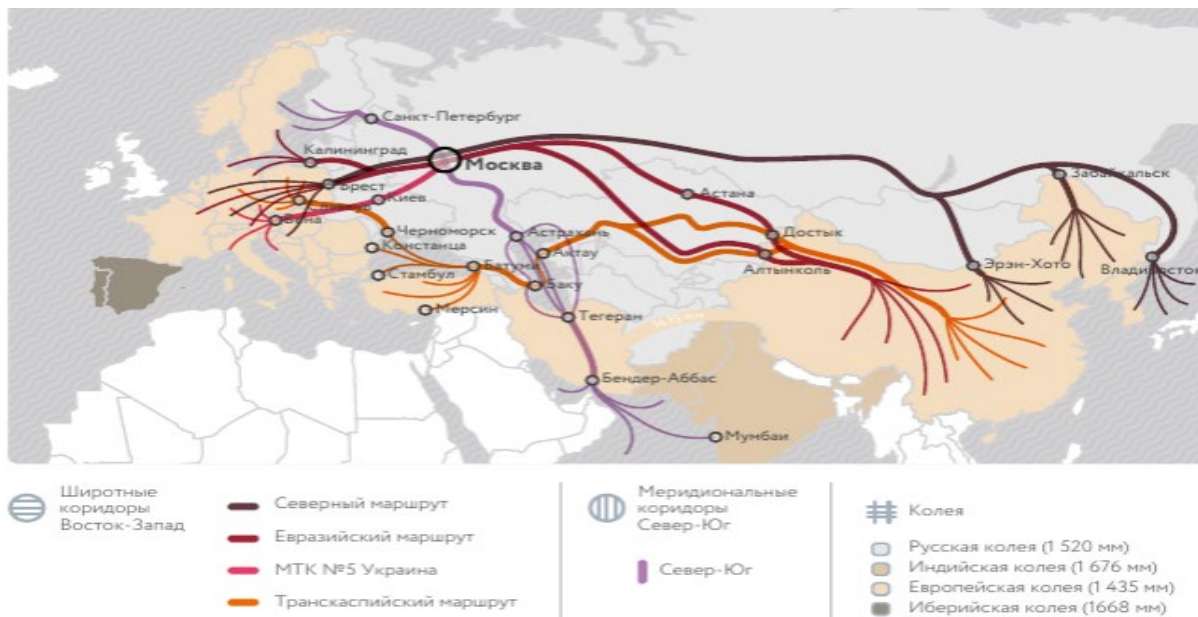 Санкт-Петербург
Калининград
Москва
Забайкальск
Брест
Астана
Киев
Вена
Черноморск
Астрахань
Достык
Констанца
Актау
Алтынколь
Эрэн-Хото
Владивосток
Батуми
Стамбул
Баку
Мерсин
Тегеран
1435 мм
Бендер-Аббас
Мумбаи
Широтные
коридоры
Восток-Запад
Северный маршрут
Евразийский маршрут
МТК №5 Украина
Транскаспийский маршрут
Меридиональные
коридоры
Север-Юг
Север-Юг
Колея
Русская колея (1 520 мм)
Индийская колея (1 676 мм)
Европейская колея (1 435 мм)
Иберийская колея (1668 мм)